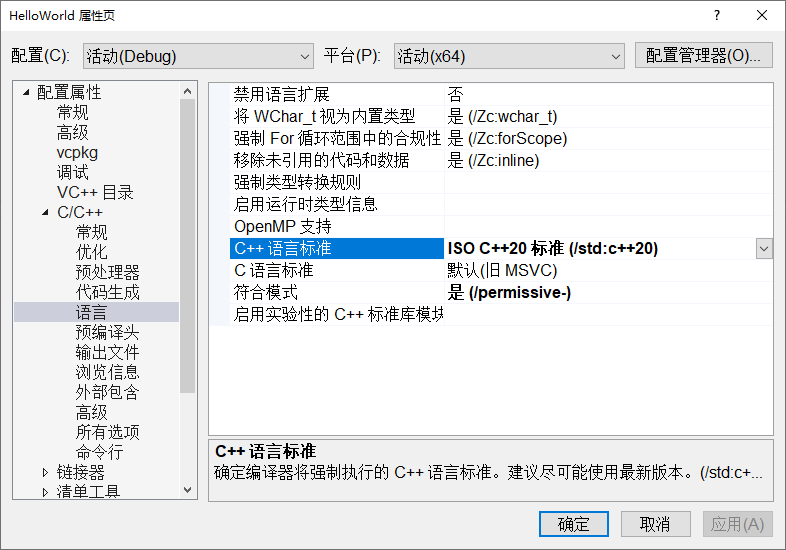 HelloWorld 属性页
配置(C): 活动(Debug) 平台(P): 活动(x64) 配置管理器(O)...
配置属性
常规
高级
vcpkg
调试
VC++ 目录
C/C++
常规
优化
预处理器
代码生成
语言
预编译头
输出文件
浏览信息
外部包含
高级
所有选项
命令行
链接器
清单工具
禁用语言扩展 否
将 WChar_t 视为内置类型 是 (/Zc:wchar_t)
强制 For 循环范围中的合规性 是 (/Zc:forScope)
移除未引用的代码和数据 是 (/Zc:inline)
强制类型转换规则
启用运行时类型信息
OpenMP 支持
C++ 语言标准 ISO C++20 标准 (/std:c++20)
C 语言标准 默认(旧 MSVC)
符合模式 是 (/permissive-)
启用实验性的 C++ 标准库模块
C++ 语言标准
确定编译器将强制执行的 C++ 语言标准。建议尽可能使用最新版本。(/std:c+...
确定 取消 应用(A)